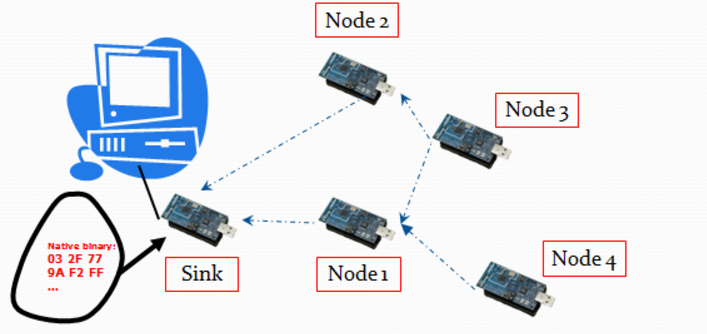 Node 2
Node 3
Native binary:
03 2F 77
9A F2 FF
...
Sink
Node 1
Node 4